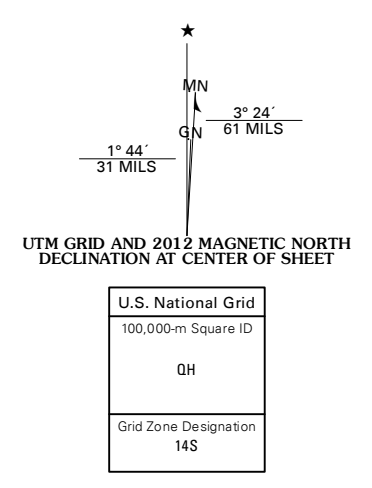 ★
MN
3° 24´
61 MILS
GN
1° 44´
31 MILS
UTM GRID AND 2012 MAGNETIC NORTH
DECLINATION AT CENTER OF SHEET
U.S. National Grid
100,000-m Square ID
QH
Grid Zone Designation
14S